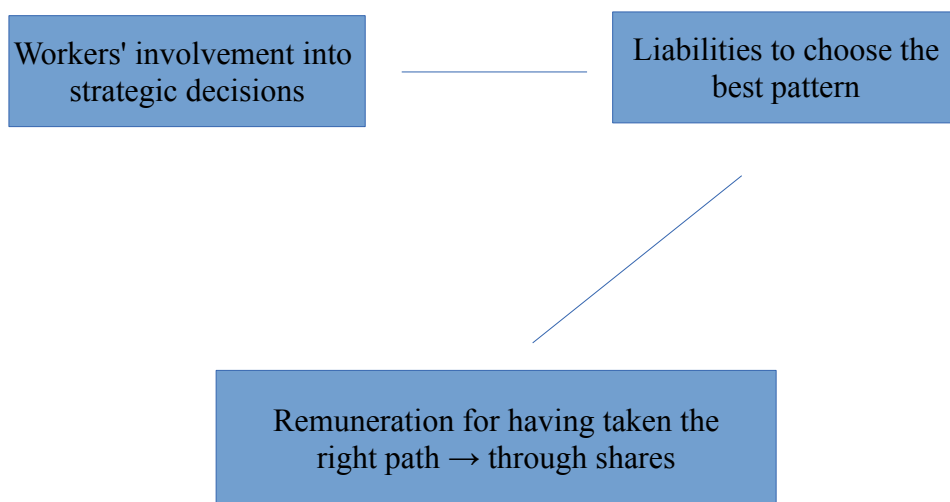 Workers' involvement into
strategic decisions
Liabilities to choose the
best pattern
Remuneration for having taken the
right path → through shares